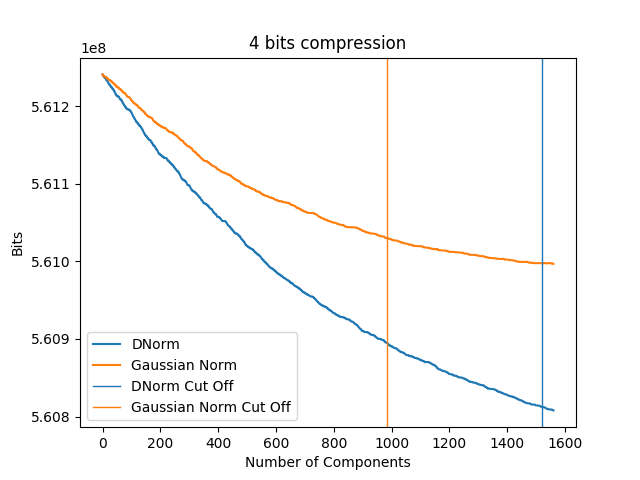 4 bits compression
1e8
5.612
5.611
5.610
5.609
5.608
Bits
DNorm
Gaussian Norm
DNorm Cut Off
Gaussian Norm Cut Off
0 200 400 600 800 1000 1200 1400 1600
Number of Components